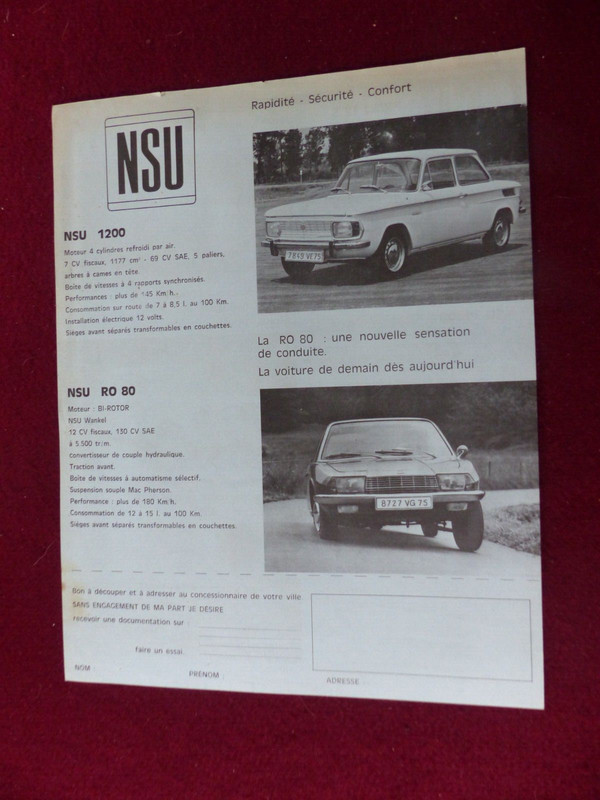 Rapidité - Sécurité - Confort
NSU
NSU 1200
Moteur 4 cylindres refroidi par air.
7 CV fiscaux, 1177 cm³ - 69 CV SAE, 5 paliers,
arbres à cames en tête.
Boîte de vitesses à 4 rapports synchronisés.
Performances : plus de 145 Km/h.
Consommation sur route de 7 à 8,5 l. au 100 Km.
Installation électrique 12 volts.
Sièges avant séparés transformables en couchettes.
7849 VE 75
La RO 80 : une nouvelle sensation
de conduite.
La voiture de demain dès aujourd'hui
NSU RO 80
Moteur : BI-ROTOR
NSU Wankel
12 CV fiscaux, 130 CV SAE
à 5 500 tr/m.
convertisseur de couple hydraulique.
Traction avant.
Boîte de vitesses à automatisme sélectif.
Suspension souple Mac Pherson.
Performance : plus de 180 Km/h.
Consommation de 12 à 15 l. au 100 Km.
Sièges avant séparés transformables en couchettes.
8727 VG 75
Bon à découper et à adresser au concessionnaire de votre ville.
SANS ENGAGEMENT DE MA PART JE DÉSIRE
recevoir une documentation sur :
faire un essai.
NOM :
PRÉNOM :
ADRESSE :